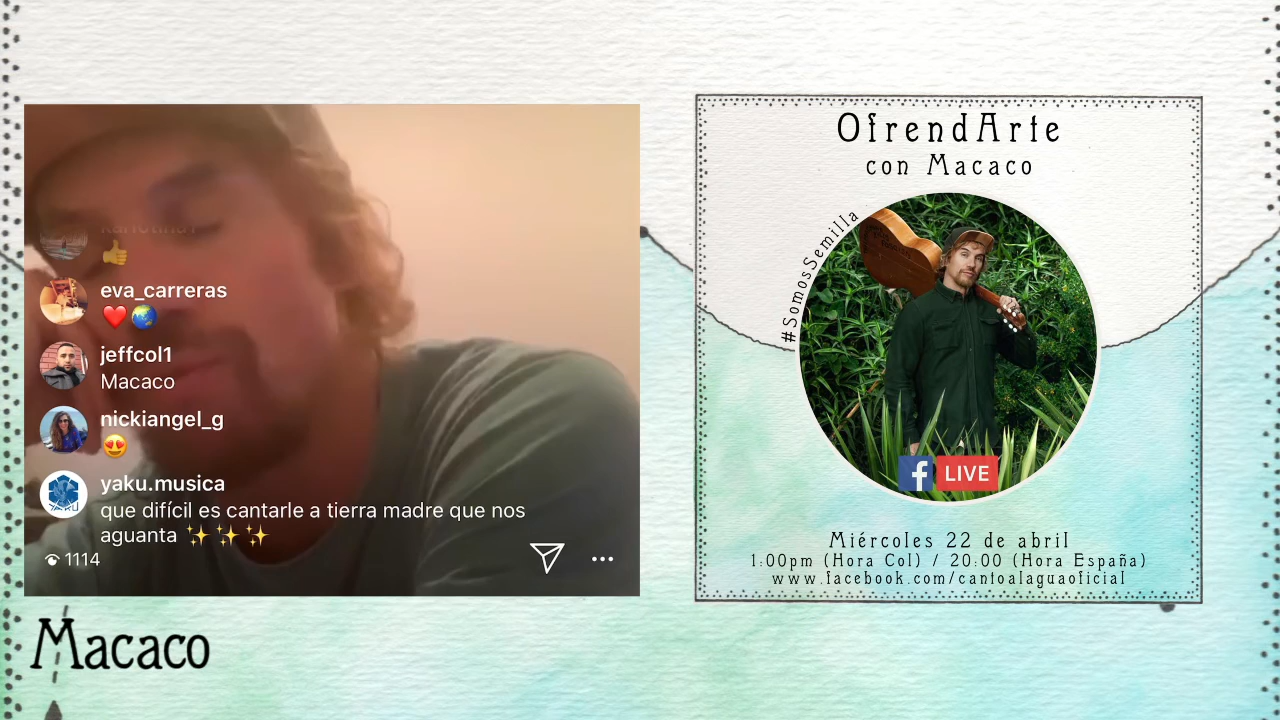 karlotina1
eva_carreras
jeffcol1
Macaco
nickiangel_g
yaku.musica
que difícil es cantarle a tierra madre que nos
aguanta
1114
Macaco
OfrendArte
con Macaco
#SomosSemilla
LIVE
Miércoles 22 de abril
1:00pm (Hora Col) / 20:00 (Hora España)
www.facebook.com/cantoalaguaoficial